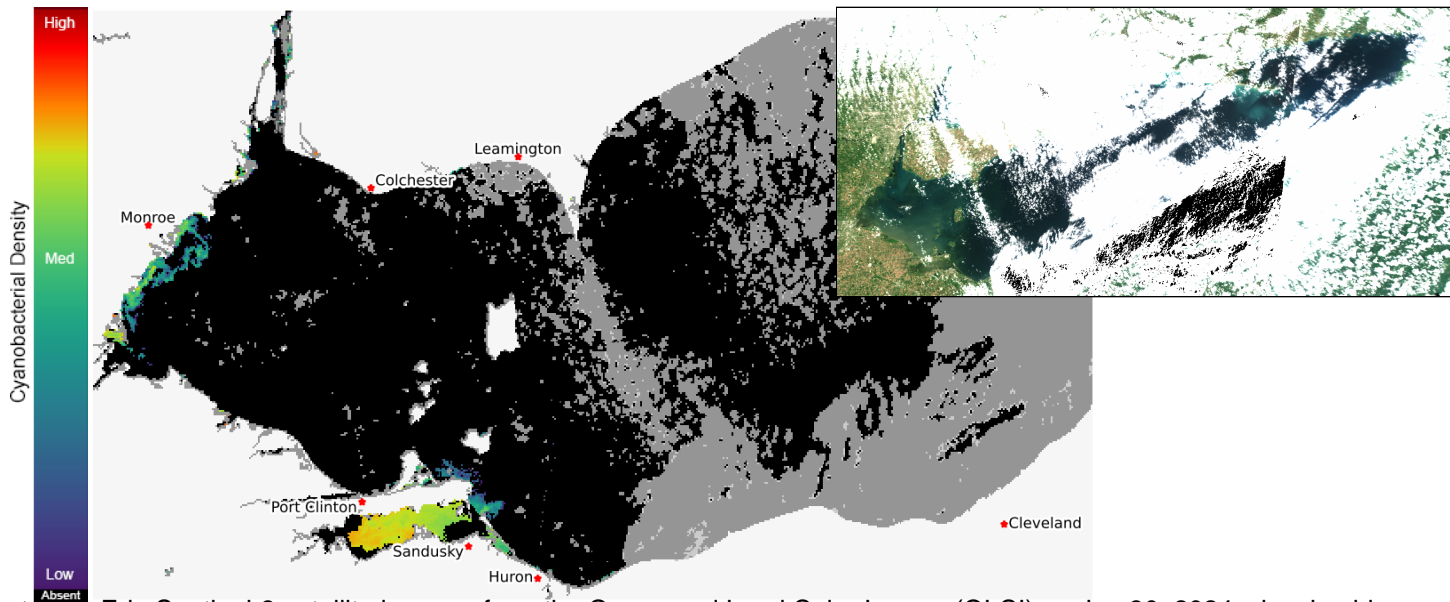 High
Med
Low
Absent
Cyanobacterial Density
Leamington
Colchester
Monroe
Port Clinton
Sandusky
Huron
Cleveland